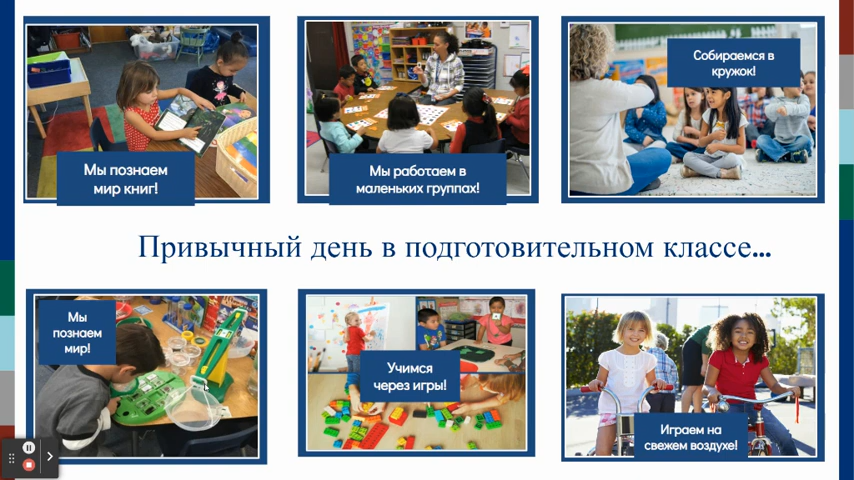 Мы познаем
мир книг!
Мы работаем в
маленьких группах!
Собираемся в
кружок!
Привычный день в подготовительном классе...
Мы
познаем
мир!
Учимся
через игры!
Играем на
свежем воздухе!